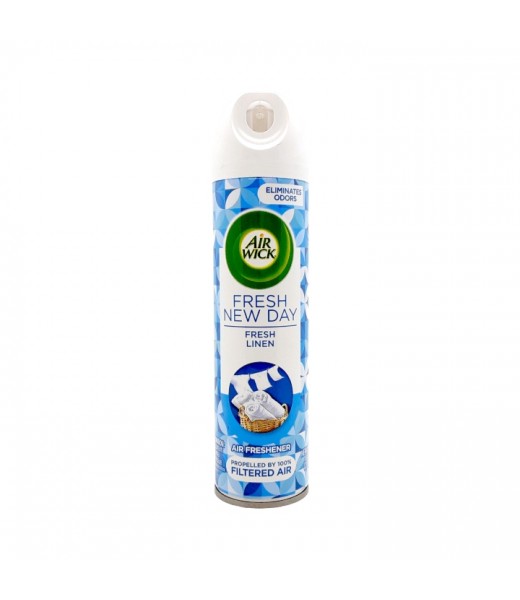 ELIMINATES
ODORS
AIR
WICK
FRESH
NEW DAY
FRESH
LINEN
AIR FRESHENER
PROPELLED BY 100%
FILTERED AIR